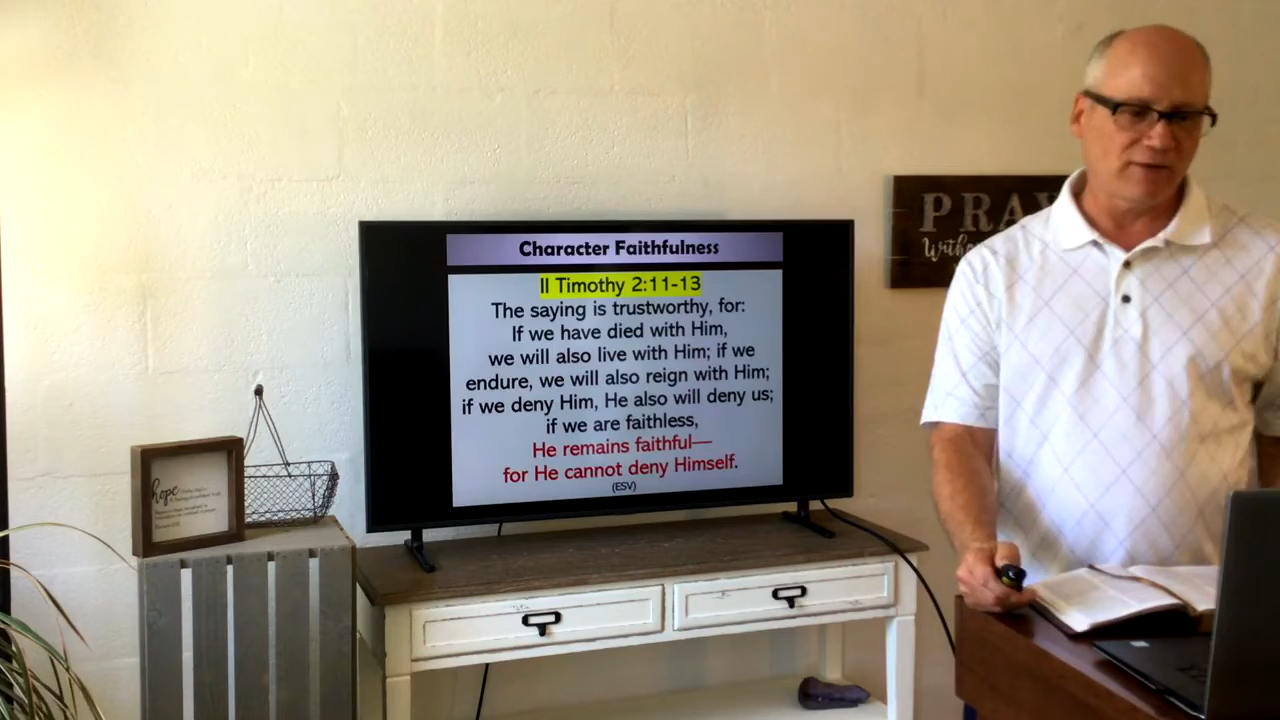 Character Faithfulness
II Timothy 2:11-13
The saying is trustworthy, for:
If we have died with Him,
we will also live with Him; if we
endure, we will also reign with Him;
if we deny Him, He also will deny us;
if we are faithless,
He remains faithful—
for He cannot deny Himself.
(ESV)
PRAY
hope